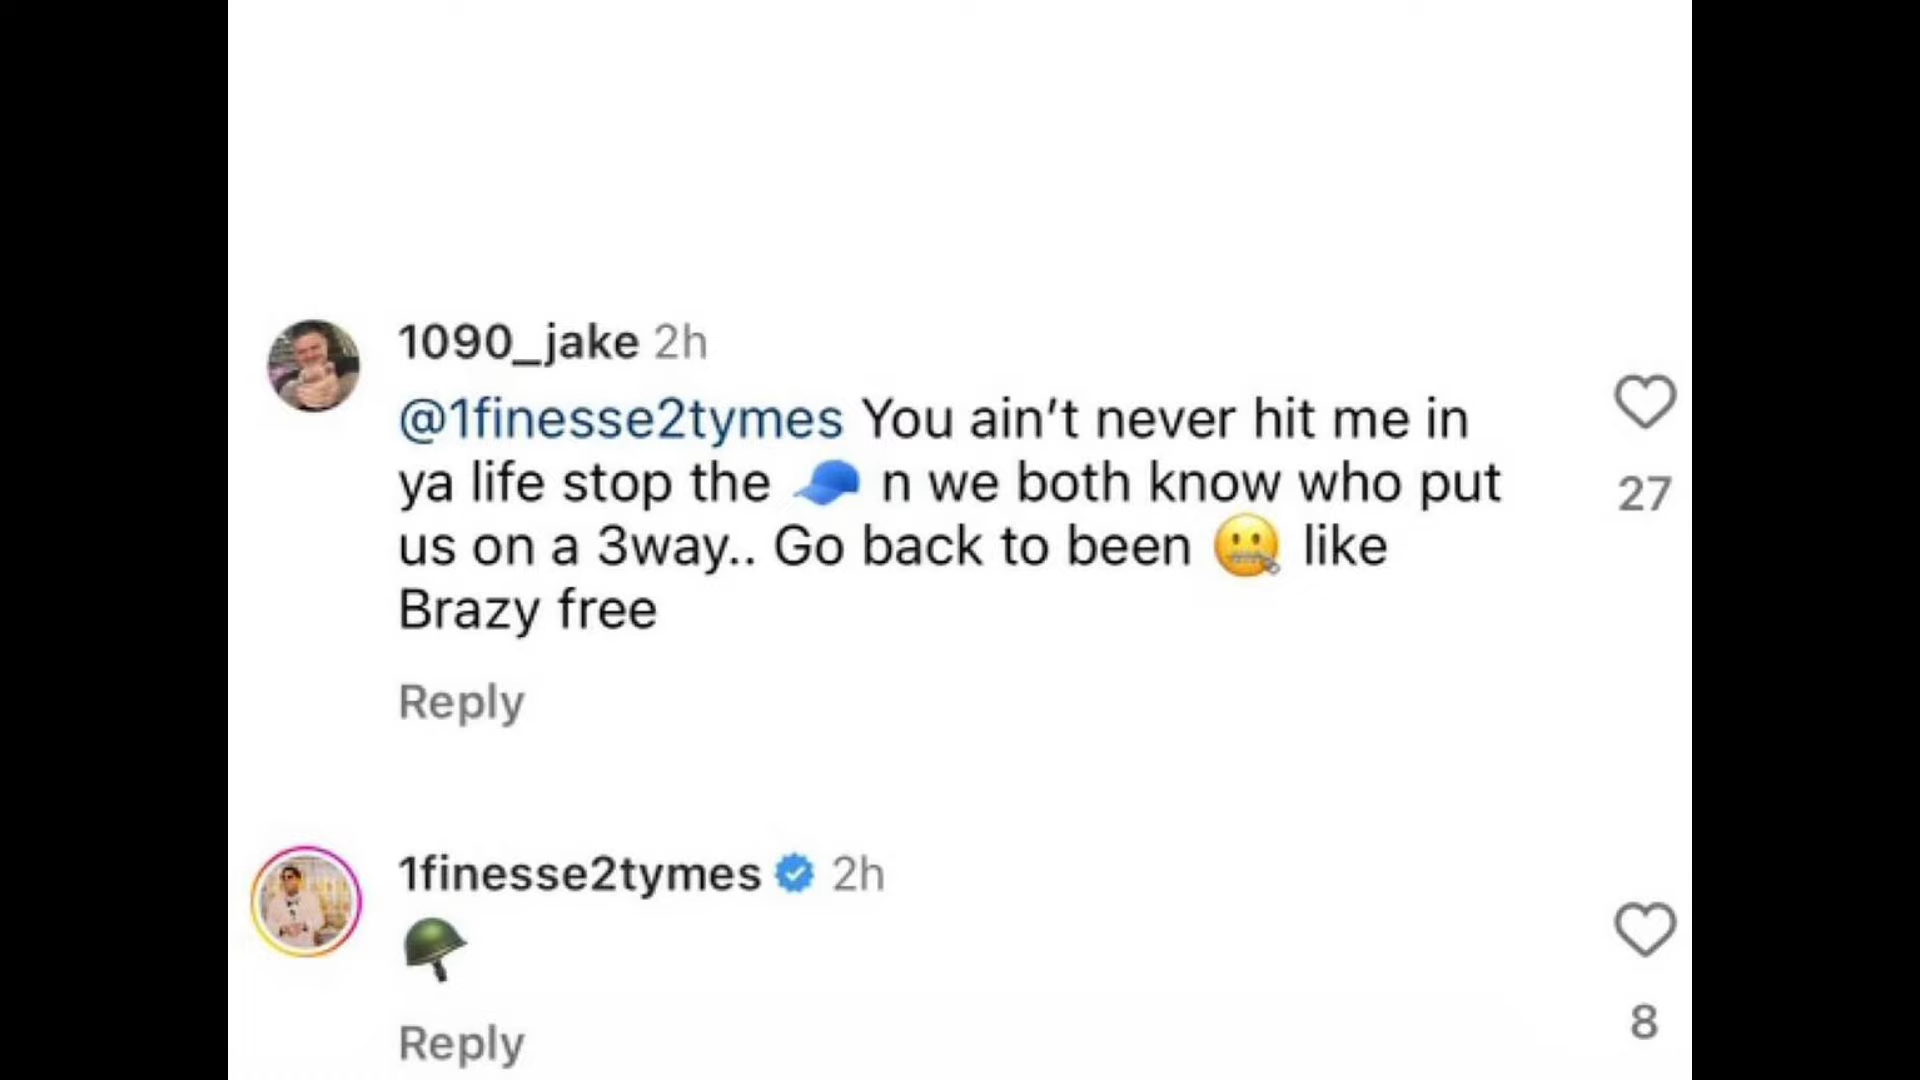 1090_jake 2h
@1finesse2tymes You ain’t never hit me in
ya life stop the 🧢 n we both know who put
us on a 3way.. Go back to been 🤐 like
Brazy free
27
Reply
1finesse2tymes 2h
🪖
8
Reply